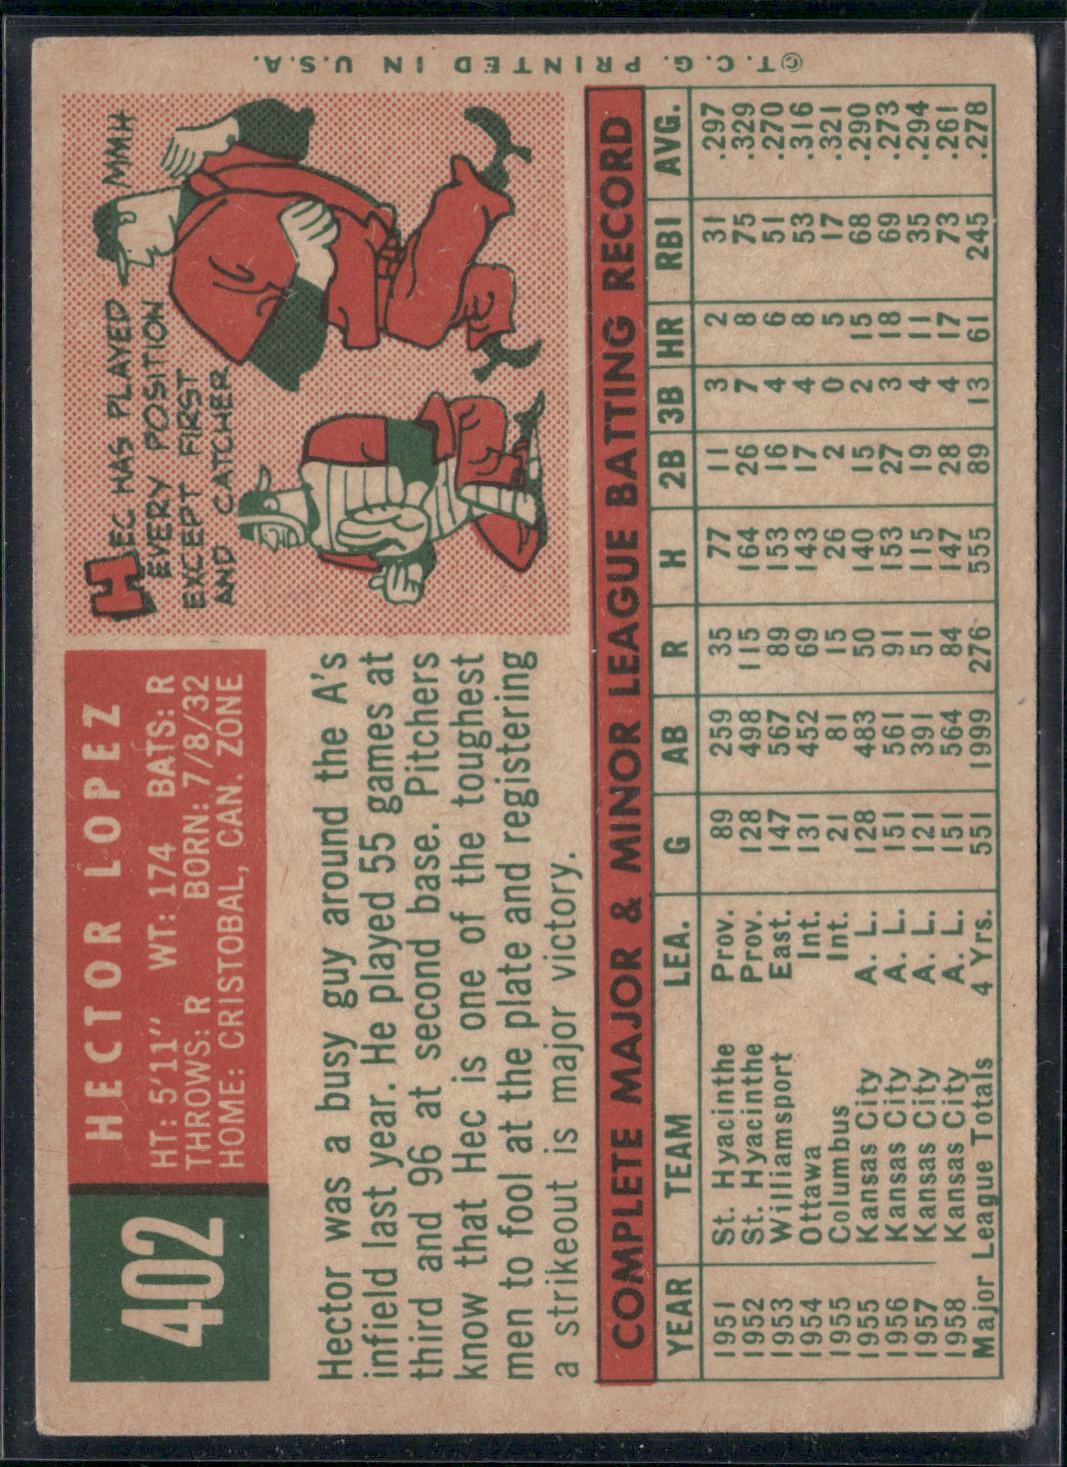 402
HECTOR LOPEZ
HT: 5'11" WT: 174 BATS: R
THROWS: R BORN: 7/8/32
HOME: CRISTOBAL, CAN. ZONE
HEC HAS PLAYED
EVERY POSITION
EXCEPT FIRST
AND CATCHER
MMH
Hector was a busy guy around the A's
infield last year. He played 55 games at
third and 96 at second base. Pitchers
know that Hec is one of the toughest
men to fool at the plate and registering
a strikeout is major victory.
COMPLETE MAJOR & MINOR LEAGUE BATTING RECORD
YEAR TEAM LEA. G AB R H 2B 3B HR RBI AVG.
1951 St. Hyacinthe Prov. 89 259 35 77 11 3 2 31 .297
1952 St. Hyacinthe Prov. 128 498 115 164 26 7 8 75 .329
1953 Williamsport East. 147 567 89 153 16 4 6 51 .270
1954 Ottawa Int. 131 452 69 143 17 4 8 53 .316
1955 Columbus Int. 21 81 15 26 2 0 5 17 .321
1955 Kansas City A. L. 128 483 50 140 15 2 15 68 .290
1956 Kansas City A. L. 151 561 91 153 27 3 18 69 .273
1957 Kansas City A. L. 121 391 51 115 19 4 11 35 .294
1958 Kansas City A. L. 151 564 84 147 28 4 17 73 .261
Major League Totals 4 Yrs. 551 1999 276 555 89 13 61 245 .278
© T. C. G. PRINTED IN U.S.A.